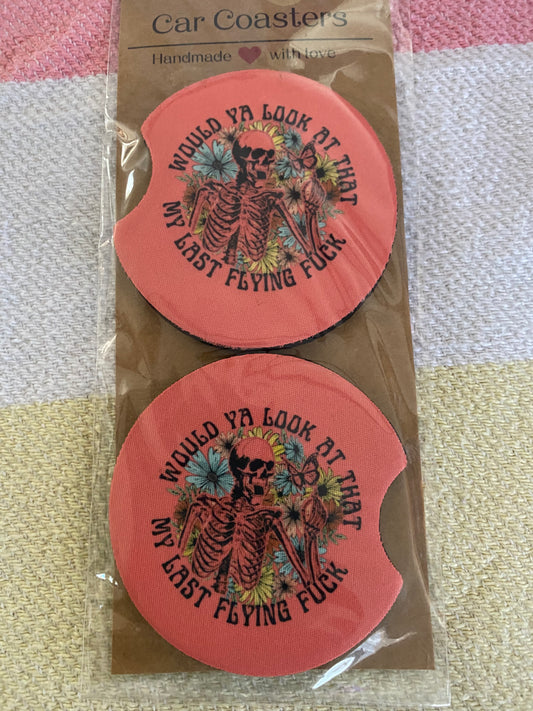 Car Coasters
Handmade ❤ with love
WOULD YA LOOK AT THAT
MY LAST FLYING FUCK
WOULD YA LOOK AT THAT
MY LAST FLYING FUCK